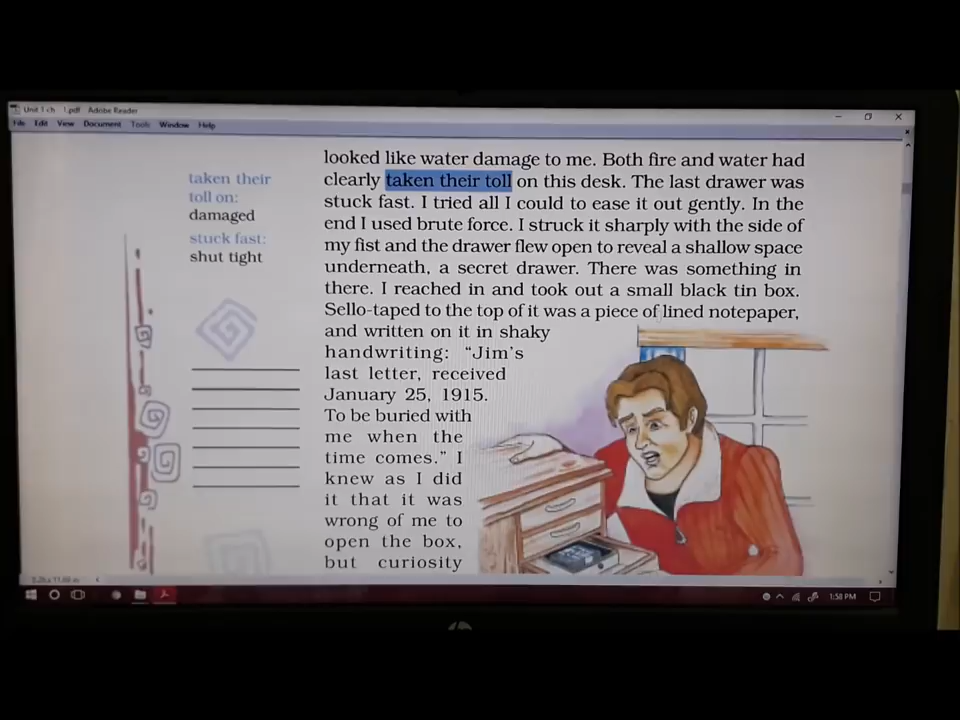 Unit 1 ch 1.pdf - Adobe Reader
File Edit View Document Tools Window Help
taken their
toll on:
damaged
stuck fast:
shut tight
looked like water damage to me. Both fire and water had
clearly taken their toll on this desk. The last drawer was
stuck fast. I tried all I could to ease it out gently. In the
end I used brute force. I struck it sharply with the side of
my fist and the drawer flew open to reveal a shallow space
underneath, a secret drawer. There was something in
there. I reached in and took out a small black tin box.
Sello-taped to the top of it was a piece of lined notepaper,
and written on it in shaky
handwriting: “Jim’s
last letter, received
January 25, 1915.
To be buried with
me when the
time comes.” I
knew as I did
it that it was
wrong of me to
open the box,
but curiosity
1:58 PM
hp